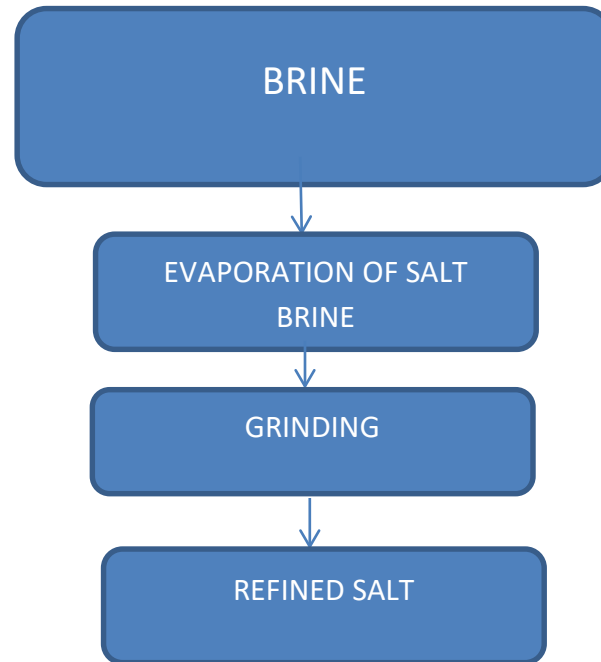 BRINE
EVAPORATION OF SALT
BRINE
GRINDING
REFINED SALT